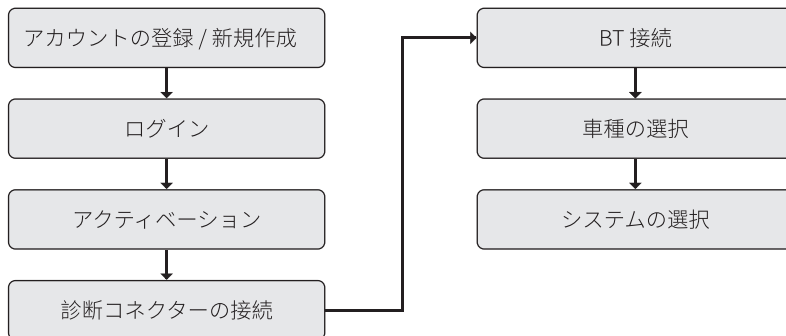 アカウントの登録 / 新規作成
ログイン
アクティベーション
診断コネクターの接続
BT 接続
車種の選択
システムの選択